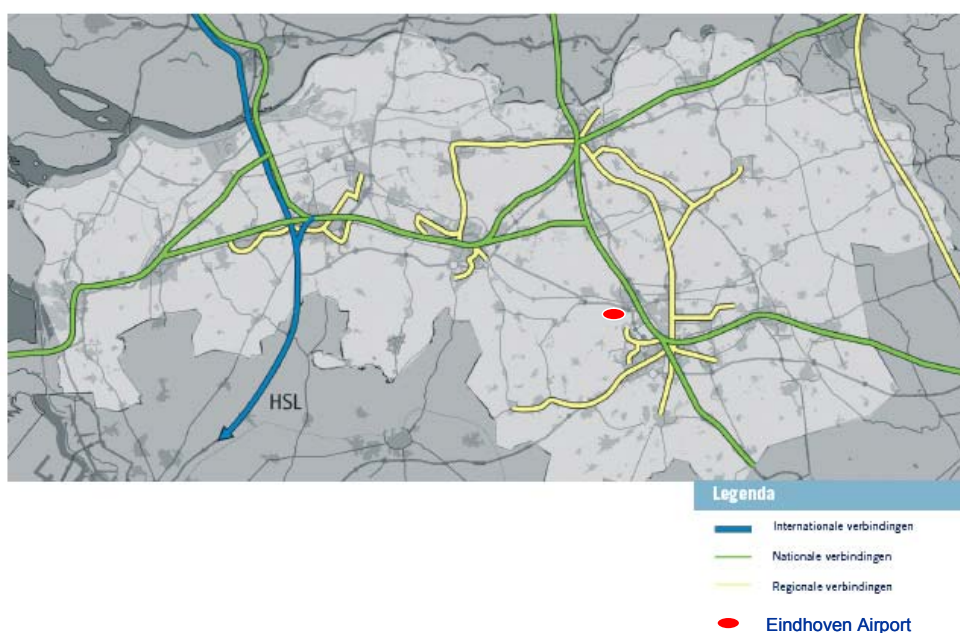 HSL
Legenda
Internationale verbindingen
Nationale verbindingen
Regionale verbindingen
Eindhoven Airport